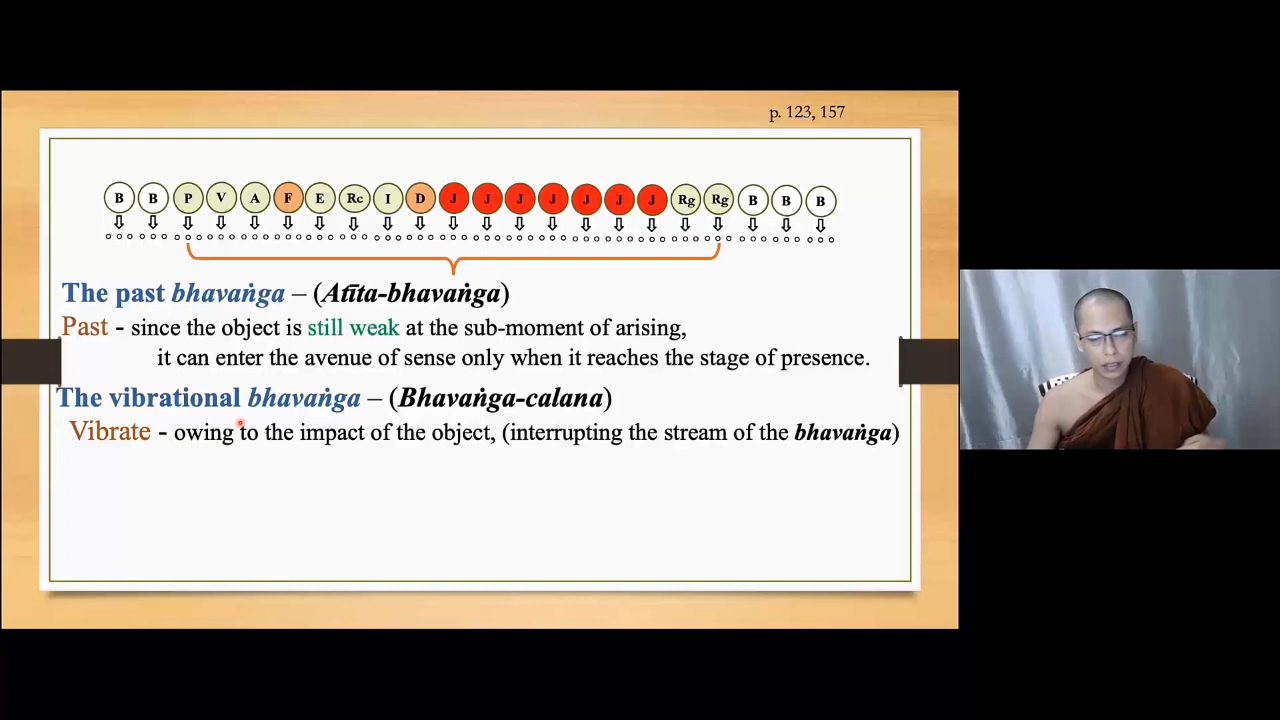 p. 123, 157
B B P V A F E Rc I D J J J J J J J Rg Rg B B B
The past bhavaṅga – (Atīta-bhavaṅga)
Past - since the object is still weak at the sub-moment of arising,
it can enter the avenue of sense only when it reaches the stage of presence.
The vibrational bhavaṅga – (Bhavaṅga-calana)
Vibrate - owing to the impact of the object, (interrupting the stream of the bhavaṅga)